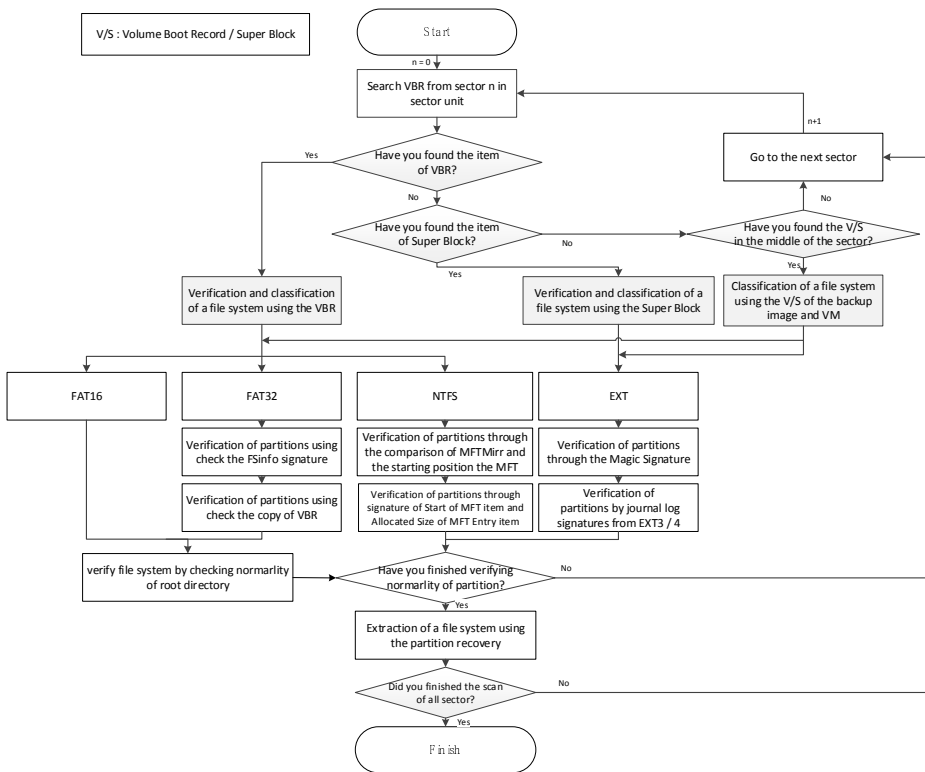 V/S : Volume Boot Record / Super Block
Start
n = 0
Search VBR from sector n in
sector unit
n+1
Yes
Have you found the item
of VBR?
Go to the next sector
No
No
Have you found the item
of Super Block?
No
Have you found the V/S
in the middle of the sector?
Yes
Yes
Verification and classification
of a file system using the VBR
Verification and classification of a
file system using the Super Block
Classification of a file system
using the V/S of the backup
image and VM
FAT16
FAT32
NTFS
EXT
Verification of partitions using
check the FSinfo signature
Verification of partitions through
the comparison of MFTMirr and
the starting position the MFT
Verification of partitions
through the Magic Signature
Verification of partitions using
check the copy of VBR
Verification of partitions through
signature of Start of MFT item and
Allocated Size of MFT Entry item
Verification of
partitions by journal log
signatures from EXT3 / 4
verify file system by checking normarlity
of root directory
Have you finished verifying
normarlity of partition?
No
Yes
Extraction of a file system using
the partition recovery
Did you finished the scan
of all sector?
No
Yes
Finish